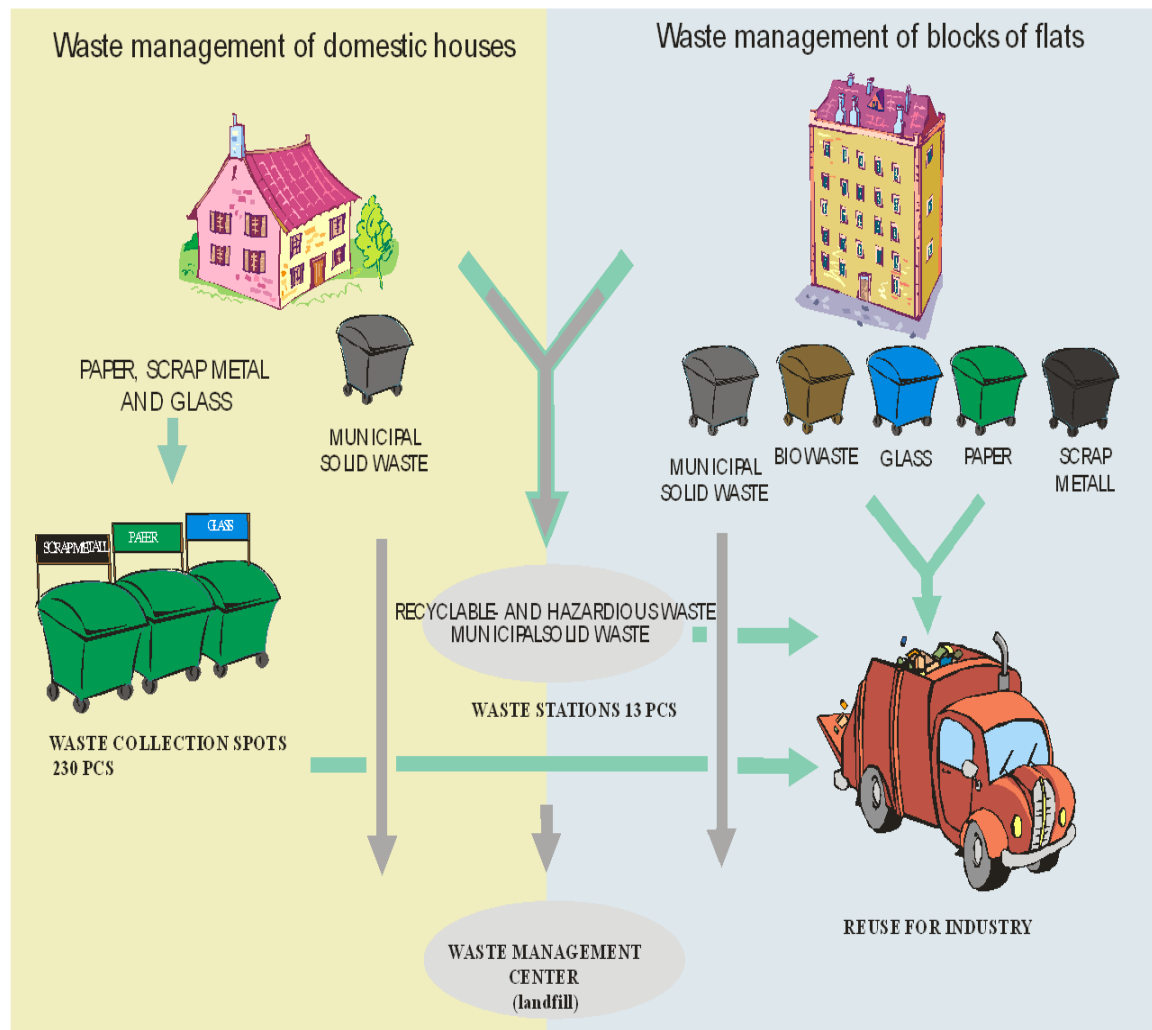 Waste management of domestic houses
Waste management of blocks of flats
PAPER, SCRAP METAL
AND GLASS
MUNICIPAL
SOLID WASTE
MUNICIPAL
SOLID WASTE
BIOWASTE
GLASS
PAPER
SCRAP
METALL
SCRAP METALL
PAPER
GLASS
RECYCLABLE- AND HAZARDIOUS WASTE
MUNICIPALSOLID WASTE
WASTE STATIONS 13 PCS
WASTE COLLECTION SPOTS
230 PCS
REUSE FOR INDUSTRY
WASTE MANAGEMENT
CENTER
(landfill)